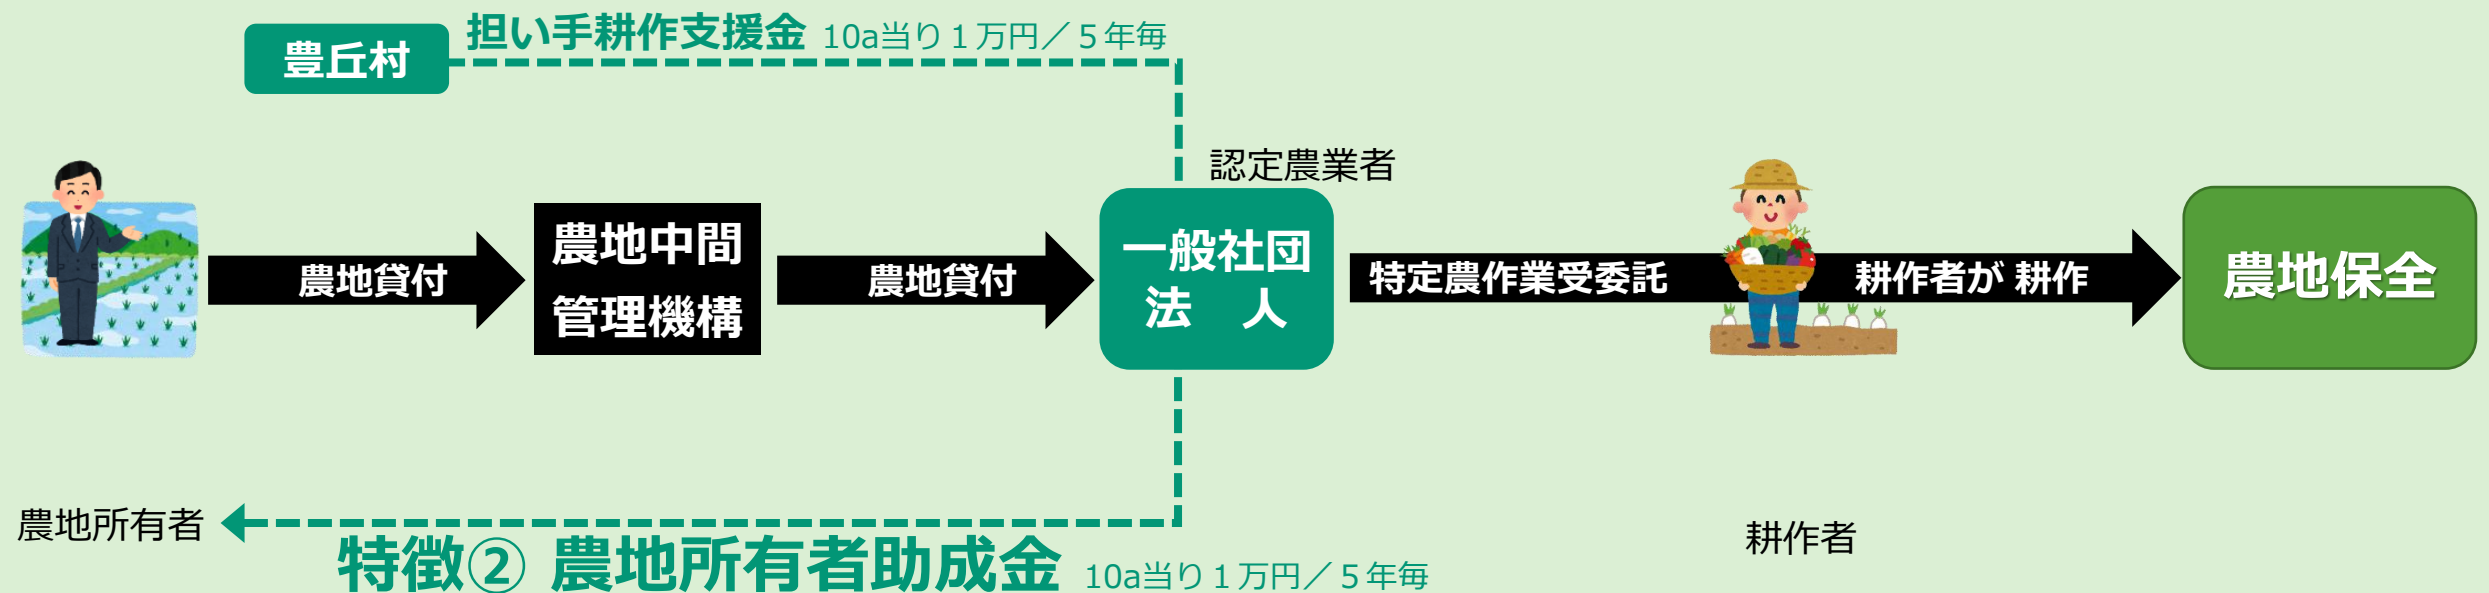 豊丘村
担い手耕作支援金 10a当り１万円／５年毎
認定農業者
農地貸付
農地中間
管理機構
農地貸付
一般社団
法　人
特定農作業受委託
耕作者が 耕作
農地保全
農地所有者
耕作者
特徴② 農地所有者助成金 10a当り１万円／５年毎